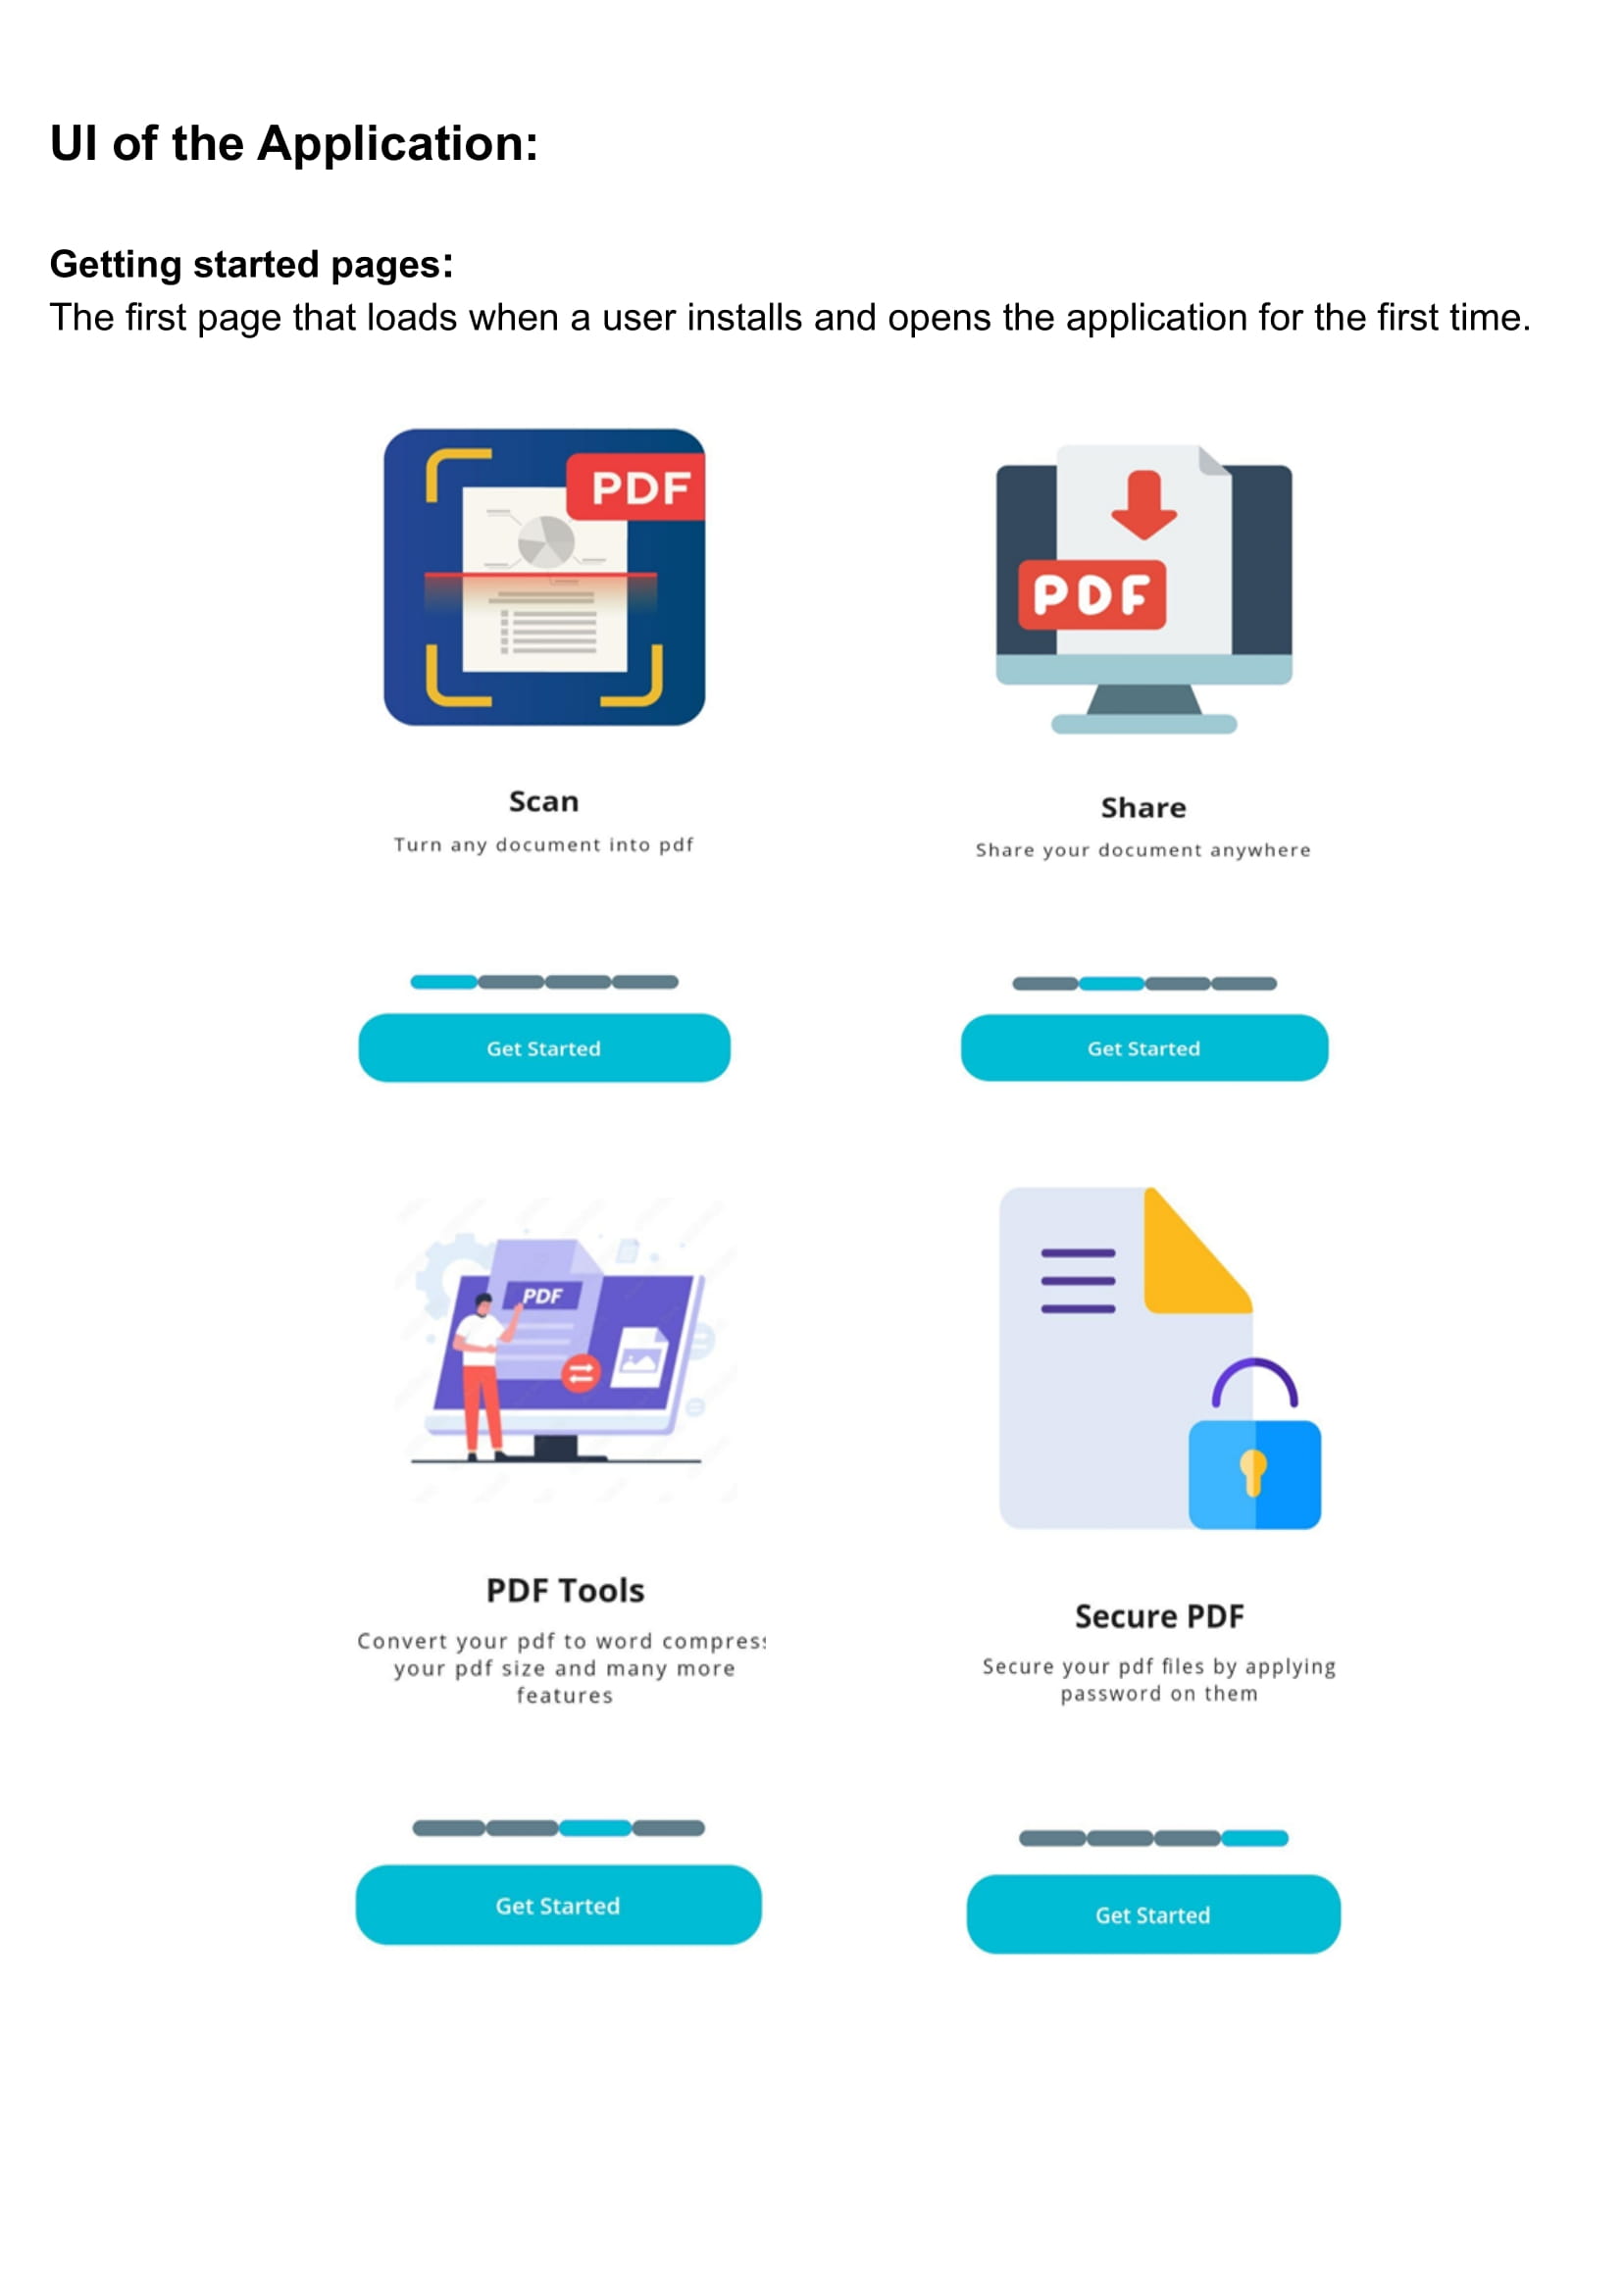 UI of the Application:
Getting started pages:
The first page that loads when a user installs and opens the application for the first time.
PDF
Scan
Turn any document into pdf
Get Started
PDF
Share
Share your document anywhere
Get Started
PDF
PDF Tools
Convert your pdf to word compress
your pdf size and many more
features
Get Started
Secure PDF
Secure your pdf files by applying
password on them
Get Started